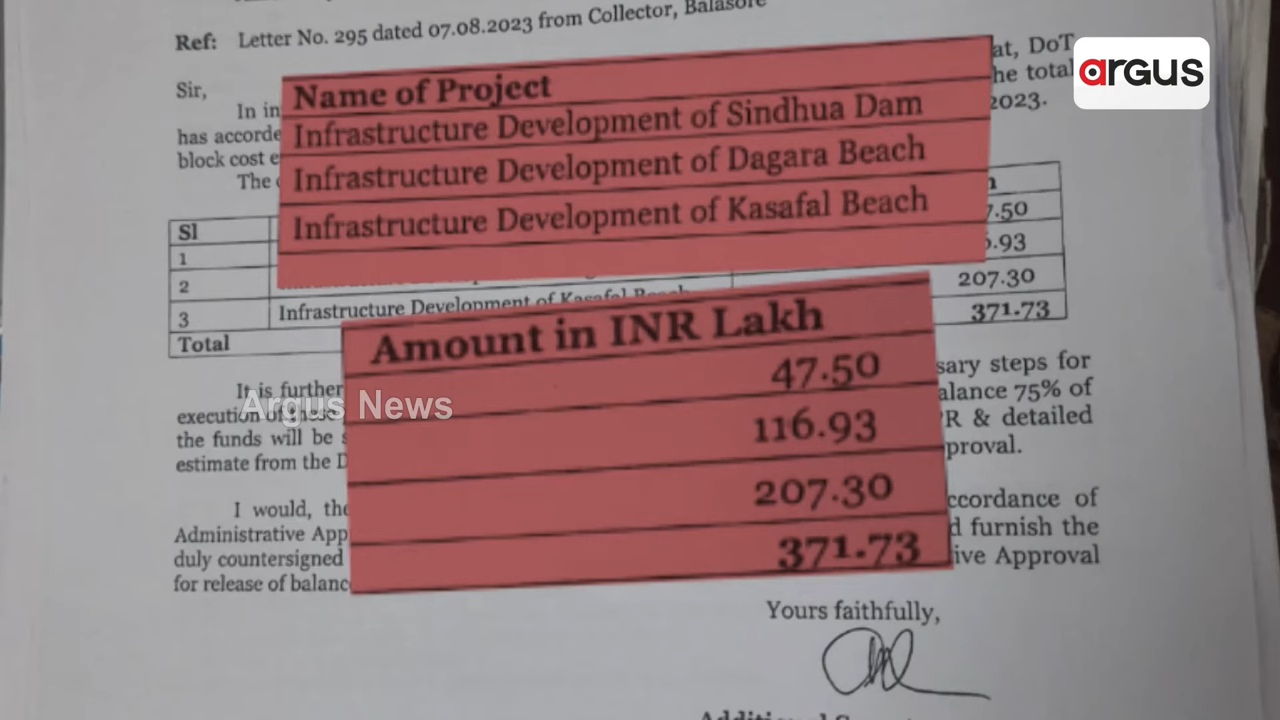 Ref: Letter No. 295 dated 07.08.2023 from Collector, Balasore
at, DoT
argus
Sir,
In in
he total
has accorde
2023.
block cost e
The
Name of Project
Infrastructure Development of Sindhua Dam
Infrastructure Development of Dagara Beach
Infrastructure Development of Kasafal Beach
Sl
1
7.50
2
6.93
3 Infrastructure Development of Kasafal Beach 207.30
Total 371.73
Amount in INR Lakh
47.50
116.93
207.30
371.73
It is further
sary steps for
Argus News
execution of these
alance 75% of
the funds will be s
R & detailed
estimate from the D
proval.
I would, the
ccordance of
Administrative App
d furnish the
duly countersigned
ive Approval
for release of balanc
Yours faithfully,